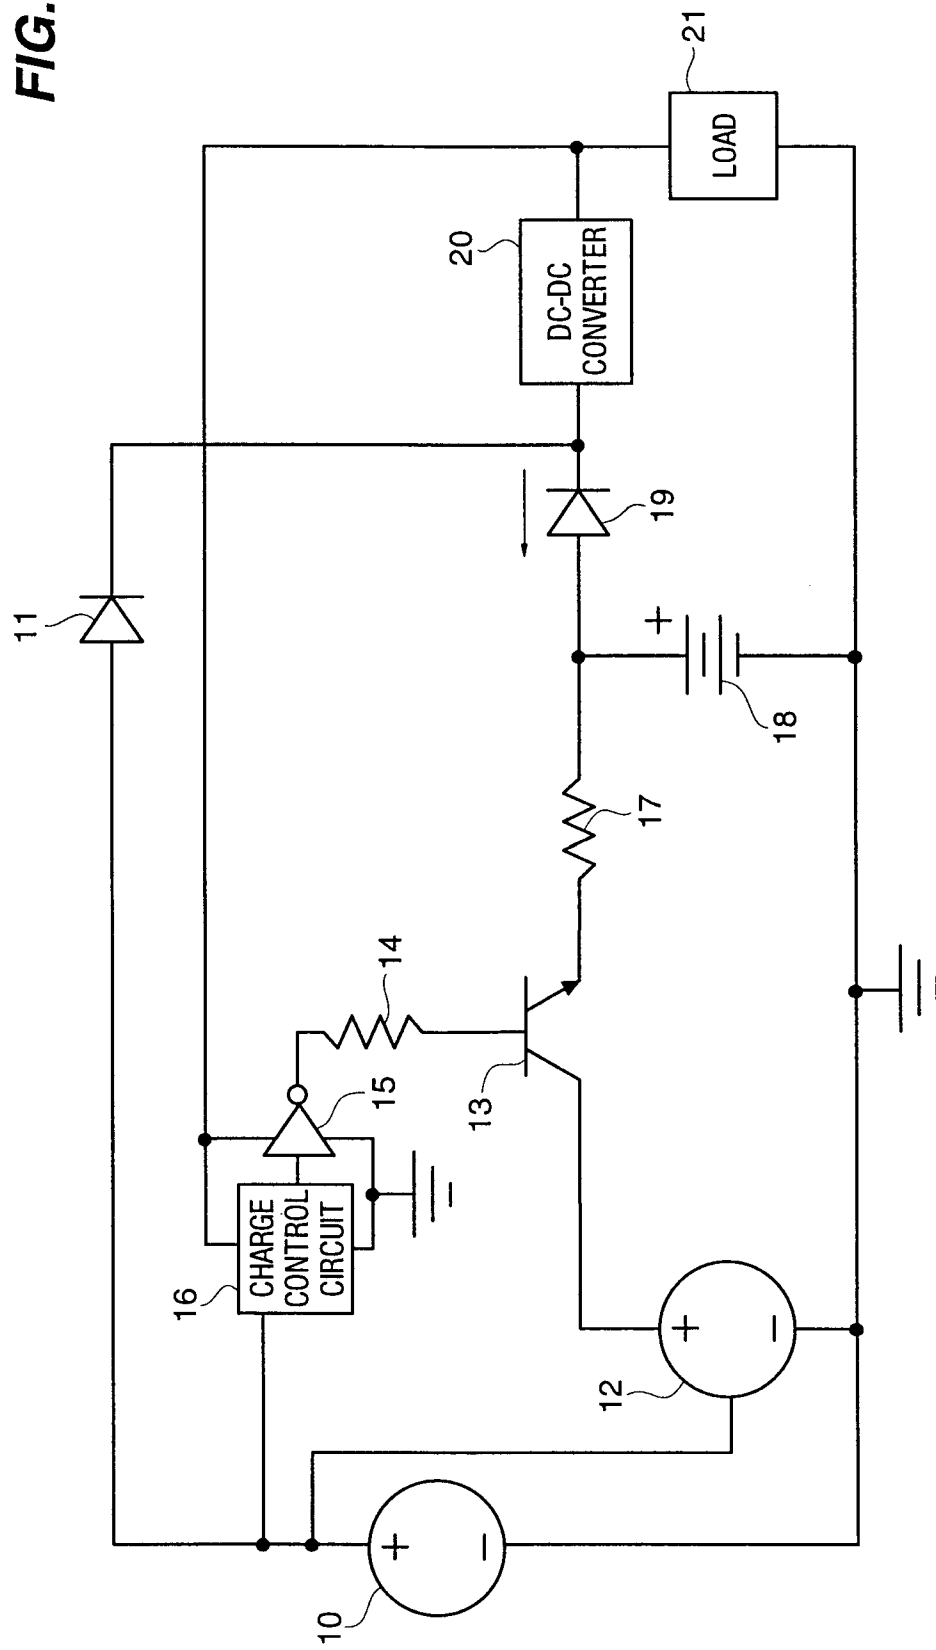 FIG.
11
21
LOAD
20
DC-DC
CONVERTER
19
+
18
17
14
15
13
16
CHARGE
CONTROL
CIRCUIT
12
+
−
10
+
−